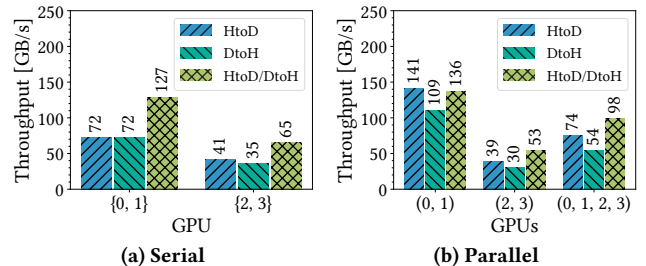 Throughput [GB/s]
250
200
150
100
50
0
HtoD
DtoH
HtoD/DtoH
72
72
127
41
35
65
{0, 1}
{2, 3}
GPU
(a) Serial
Throughput [GB/s]
250
200
150
100
50
0
HtoD
DtoH
HtoD/DtoH
141
109
136
39
30
53
74
54
98
(0, 1)
(2, 3)
(0, 1, 2, 3)
GPUs
(b) Parallel